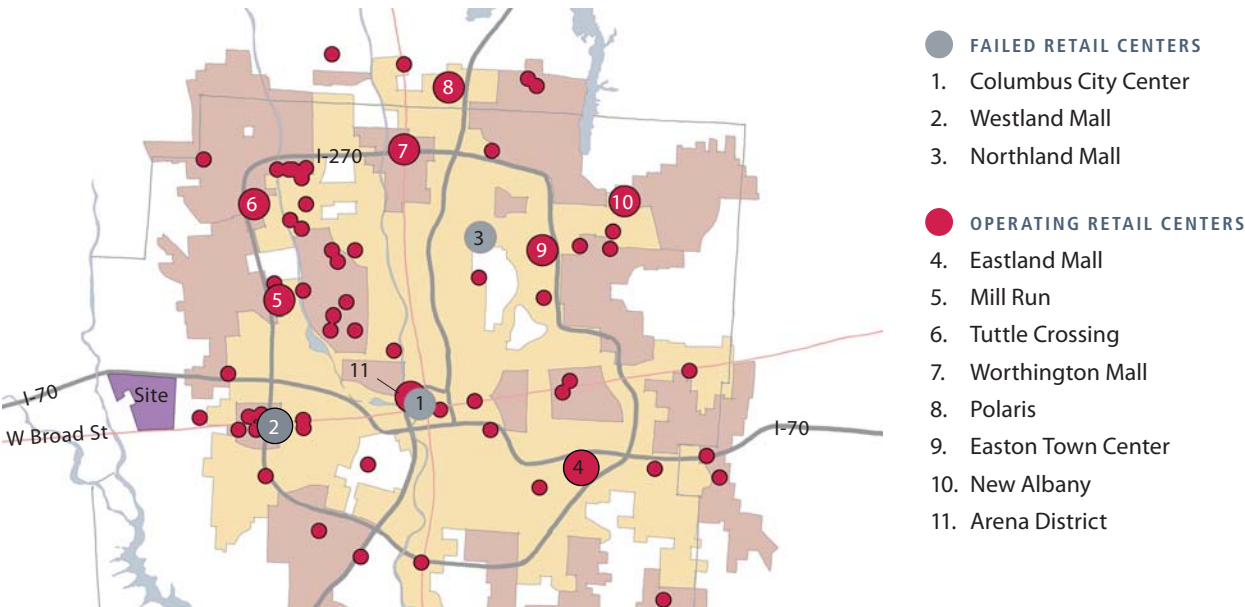 8
7
I-270
6
10
3
9
5
11
I-70
Site
1
2
W Broad St
I-70
4
FAILED RETAIL CENTERS
1. Columbus City Center
2. Westland Mall
3. Northland Mall
OPERATING RETAIL CENTERS
4. Eastland Mall
5. Mill Run
6. Tuttle Crossing
7. Worthington Mall
8. Polaris
9. Easton Town Center
10. New Albany
11. Arena District